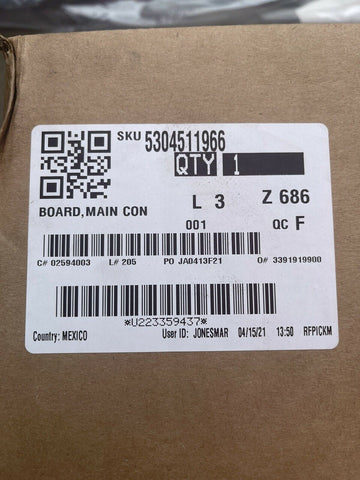 SKU 5304511966
QTY 1
BOARD,MAIN CON L 3 Z 686
001 QC F
C# 02594003 L# 205 PO JA0413F21 O# 3391919900
*U223359437*
Country: MEXICO User ID: JONESMAR 04/15/21 13:50 RFPICKM